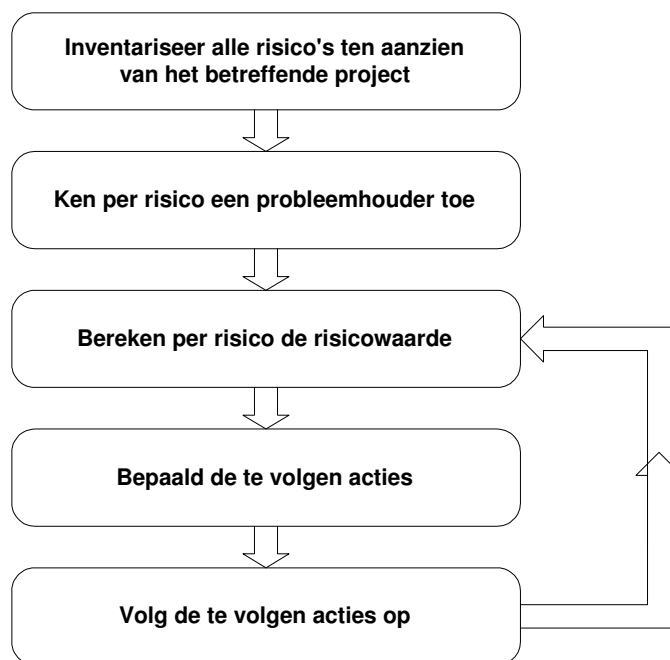 Inventariseer alle risico's ten aanzien
van het betreffende project
Ken per risico een probleemhouder toe
Bereken per risico de risicowaarde
Bepaald de te volgen acties
Volg de te volgen acties op